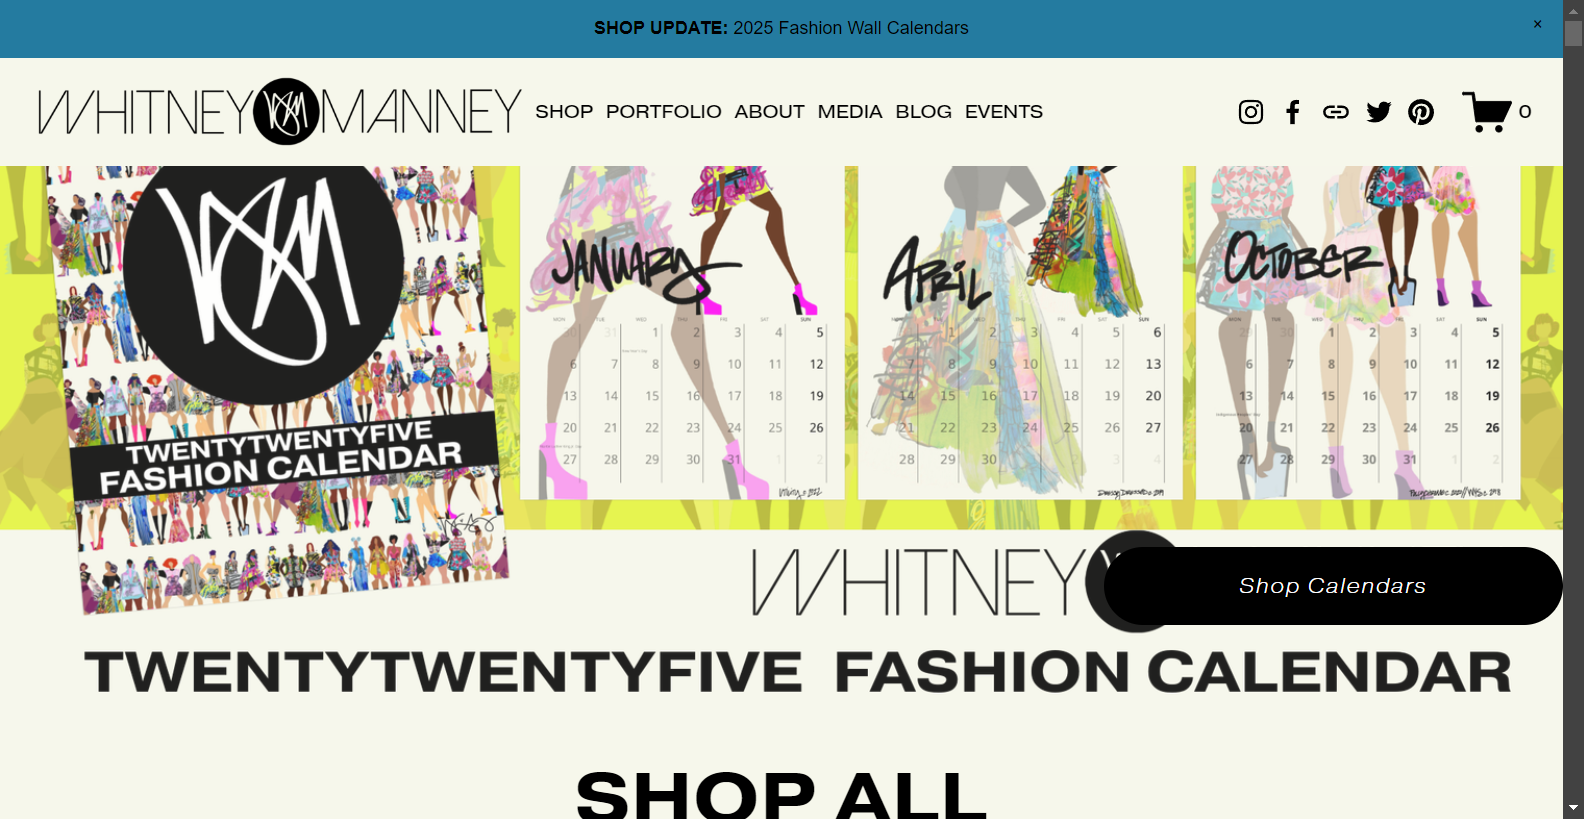 SHOP UPDATE: 2025 Fashion Wall Calendars
×
WHITNEY MANNEY
SHOP PORTFOLIO ABOUT MEDIA BLOG EVENTS
0
TWENTYTWENTYFIVE
FASHION CALENDAR
JANUARY
MON TUE WED THU FRI SAT SUN
30 31 1 2 3 4 5
6 7 8 9 10 11 12
13 14 15 16 17 18 19
20 21 22 23 24 25 26
27 28 29 30 31 1 2
APRIL
SAT SUN
1 2 3 4 5 6
7 8 9 10 11 12 13
14 15 16 17 18 19 20
21 22 23 24 25 26 27
28 29 30 3 4
OCTOBER
MON TUE WED THU FRI SAT SUN
29 30 1 2 3 4 5
6 7 8 9 10 11 12
13 14 15 16 17 18 19
20 21 22 23 24 25 26
27 28 29 30 31 1 2
WHITNEY
Shop Calendars
TWENTYTWENTYFIVE FASHION CALENDAR
SHOP ALL